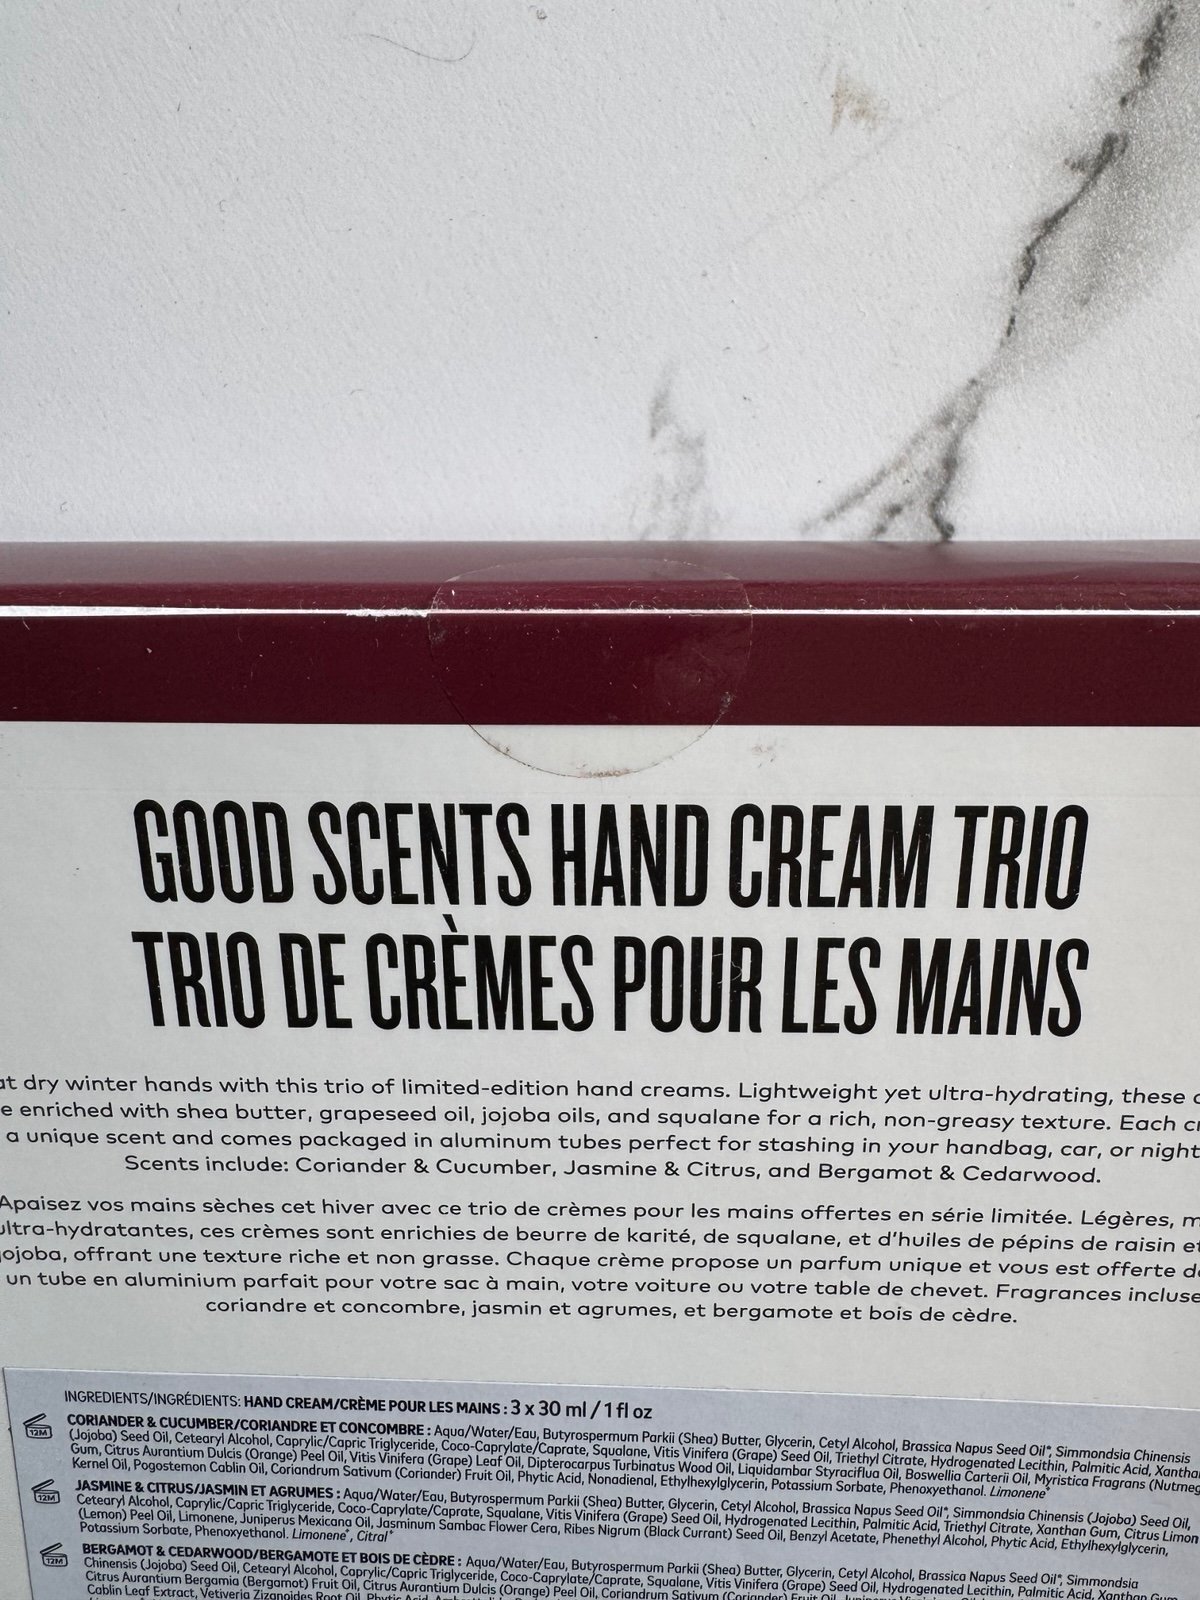 GOOD SCENTS HAND CREAM TRIO
TRIO DE CRÈMES POUR LES MAINS
dry winter hands with this trio of limited-edition hand creams. Lightweight yet ultra-hydrating, these
enriched with shea butter, grapeseed oil, jojoba oils, and squalane for a rich, non-greasy texture. Each
a unique scent and comes packaged in aluminum tubes perfect for stashing in your handbag, car, or night
Scents include: Coriander & Cucumber, Jasmine & Citrus, and Bergamot & Cedarwood.
Apaisez vos mains sèches cet hiver avec ce trio de crèmes pour les mains offertes en série limitée. Légères,
ultra-hydratantes, ces crèmes sont enrichies de beurre de karité, de squalane, et d'huiles de pépins de raisin et
jojoba, offrant une texture riche et non grasse. Chaque crème propose un parfum unique et vous est offerte
un tube en aluminium parfait pour votre sac à main, votre voiture ou votre table de chevet. Fragrances incluse
coriandre et concombre, jasmin et agrumes, et bergamote et bois de cèdre.
INGREDIENTS/INGRÉDIENTS: HAND CREAM/CRÈME POUR LES MAINS : 3 x 30 ml / 1 fl oz
12M CORIANDER & CUCUMBER/CORIANDRE ET CONCOMBRE : Aqua/Water/Eau, Butyrospermum Parkii (Shea) Butter, Glycerin, Cetyl Alcohol, Brassica Napus Seed Oil*, Simmondsia Chinensis
(Jojoba) Seed Oil, Cetearyl Alcohol, Caprylic/Capric Triglyceride, Coco-Caprylate/Caprate, Squalane, Vitis Vinifera (Grape) Seed Oil, Triethyl Citrate, Hydrogenated Lecithin, Palmitic Acid, Xanthan
Gum, Citrus Aurantium Dulcis (Orange) Peel Oil, Vitis Vinifera (Grape) Leaf Oil, Dipterocarpus Turbinatus Wood Oil, Liquidambar Styraciflua Oil, Boswellia Carterii Oil, Myristica Fragrans (Nutmeg
Kernel Oil, Pogostemon Cablin Oil, Coriandrum Sativum (Coriander) Fruit Oil, Phytic Acid, Nonadienal, Ethylhexylglycerin, Potassium Sorbate, Phenoxyethanol. Limonene*
12M JASMINE & CITRUS/JASMIN ET AGRUMES : Aqua/Water/Eau, Butyrospermum Parkii (Shea) Butter, Glycerin, Cetyl Alcohol, Brassica Napus Seed Oil*, Simmondsia Chinensis (Jojoba) Seed Oil,
Cetearyl Alcohol, Caprylic/Capric Triglyceride, Coco-Caprylate/Caprate, Squalane, Vitis Vinifera (Grape) Seed Oil, Hydrogenated Lecithin, Palmitic Acid, Triethyl Citrate, Xanthan Gum, Citrus Limon
(Lemon) Peel Oil, Limonene, Juniperus Mexicana Oil, Jasminum Sambac Flower Cera, Ribes Nigrum (Black Currant) Seed Oil, Benzyl Acetate, Phenethyl Alcohol, Phytic Acid, Ethylhexylglycerin,
Potassium Sorbate, Phenoxyethanol. Limonene*, Citral*
12M BERGAMOT & CEDARWOOD/BERGAMOTE ET BOIS DE CÈDRE : Aqua/Water/Eau, Butyrospermum Parkii (Shea) Butter, Glycerin, Cetyl Alcohol, Brassica Napus Seed Oil*, Simmondsia
Chinensis (Jojoba) Seed Oil, Cetearyl Alcohol, Caprylic/Capric Triglyceride, Coco-Caprylate/Caprate, Squalane, Vitis Vinifera (Grape) Seed Oil, Hydrogenated Lecithin, Palmitic Acid, Xanthan Gum
Citrus Aurantium Bergamia (Bergamot) Fruit Oil, Citrus Aurantium Dulcis (Orange) Peel Oil, Coriandrum Sativum (Coriander) Fruit Oil,
Cablin Leaf Extract, Vetiveria Zizanoides Root Oil, Phytic Acid,